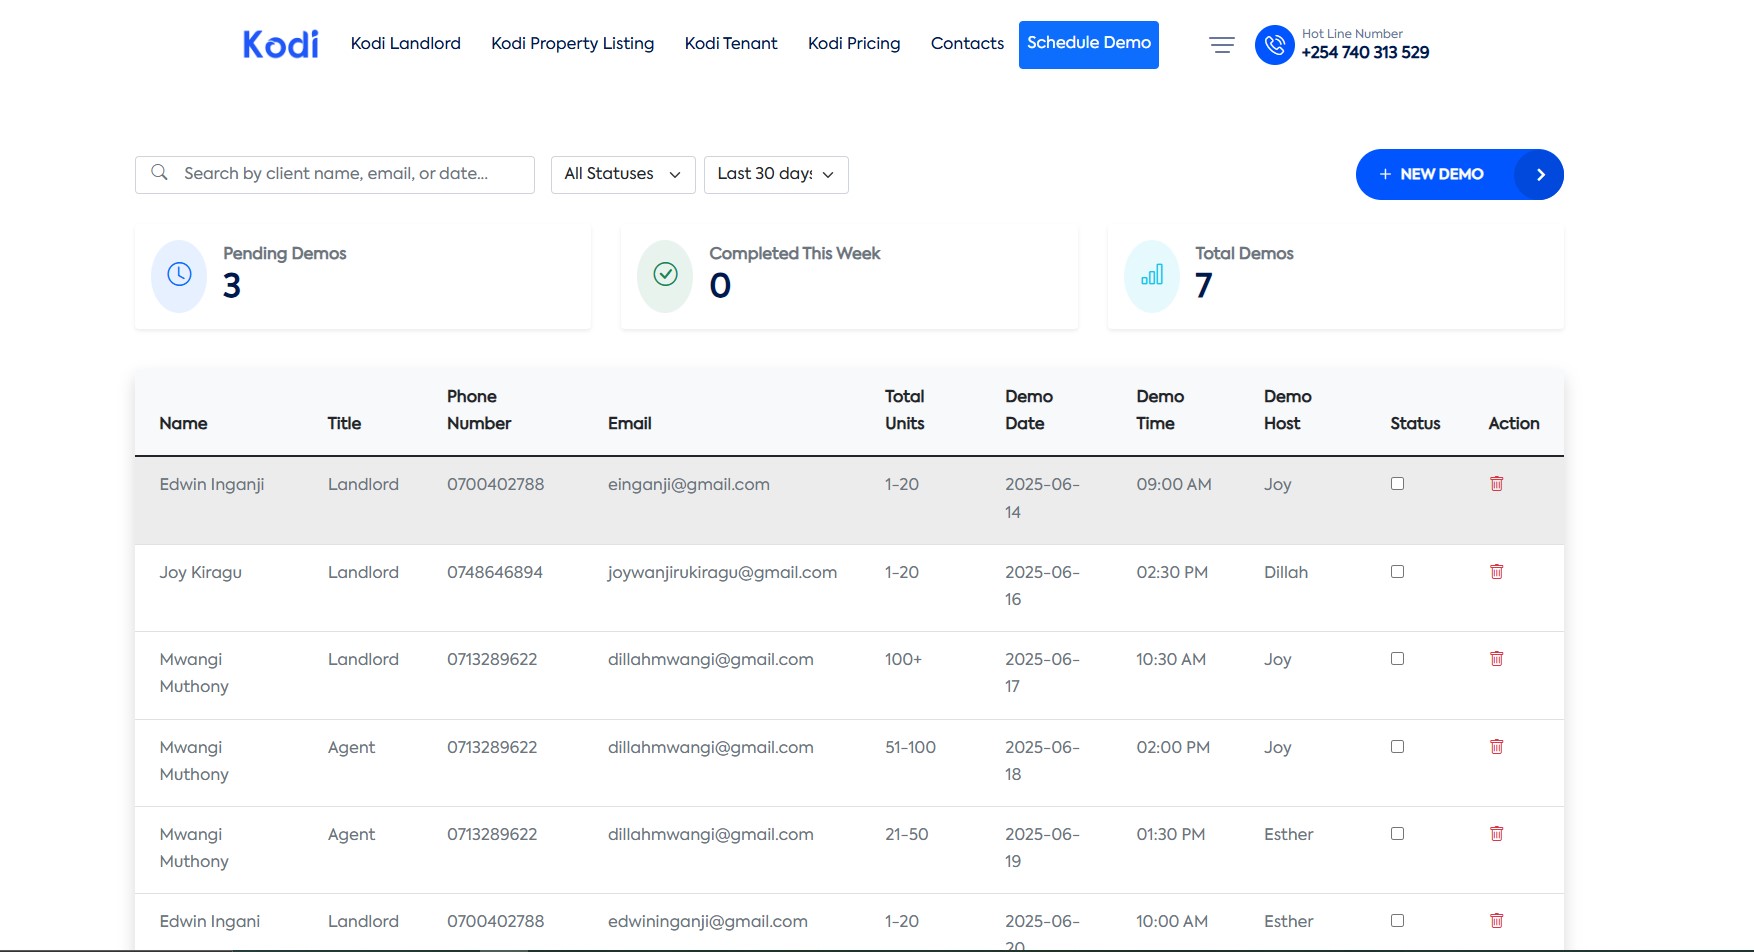 Kodi
Kodi Landlord
Kodi Property Listing
Kodi Tenant
Kodi Pricing
Contacts
Schedule Demo
Hot Line Number
+254 740 313 529
Search by client name, email, or date...
All Statuses
Last 30 days
+ NEW DEMO
Pending Demos
3
Completed This Week
0
Total Demos
7
Name Title Phone Number Email Total Units Demo Date Demo Time Demo Host Status Action
Edwin Inganji Landlord 0700402788 einganji@gmail.com 1-20 2025-06-14 09:00 AM Joy
Joy Kiragu Landlord 0748646894 joywanjirukiragu@gmail.com 1-20 2025-06-16 02:30 PM Dillah
Mwangi Muthony Landlord 0713289622 dillahmwangi@gmail.com 100+ 2025-06-17 10:30 AM Joy
Mwangi Muthony Agent 0713289622 dillahmwangi@gmail.com 51-100 2025-06-18 02:00 PM Joy
Mwangi Muthony Agent 0713289622 dillahmwangi@gmail.com 21-50 2025-06-19 01:30 PM Esther
Edwin Ingani Landlord 0700402788 edwininganji@gmail.com 1-20 2025-06-20 10:00 AM Esther